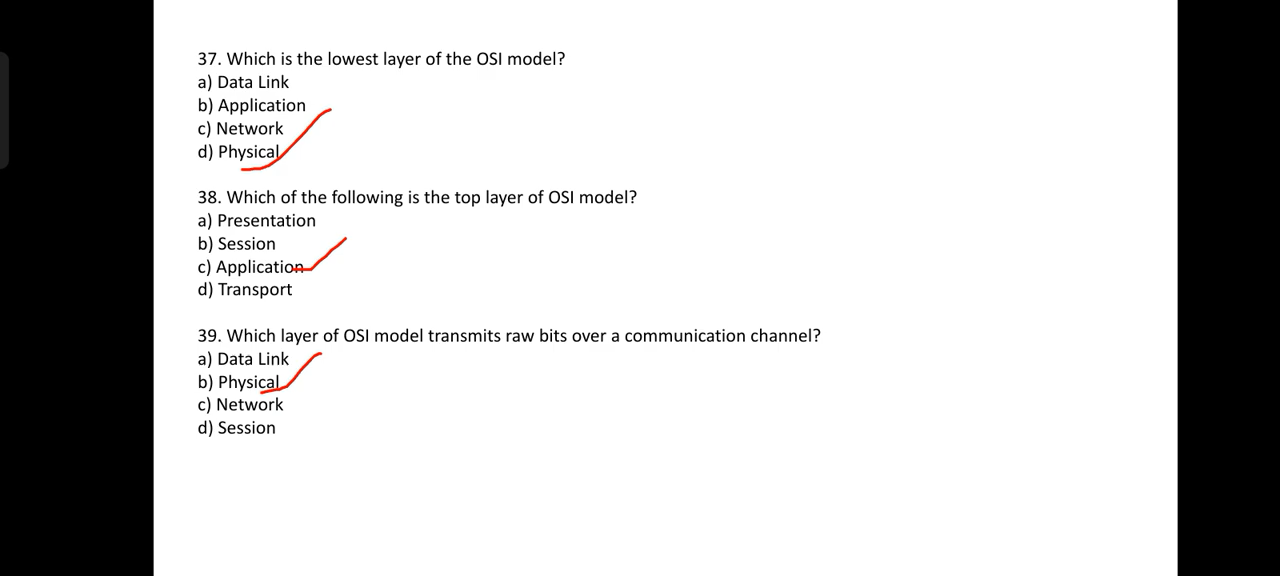 37. Which is the lowest layer of the OSI model?
a) Data Link
b) Application
c) Network
d) Physical
38. Which of the following is the top layer of OSI model?
a) Presentation
b) Session
c) Application
d) Transport
39. Which layer of OSI model transmits raw bits over a communication channel?
a) Data Link
b) Physical
c) Network
d) Session